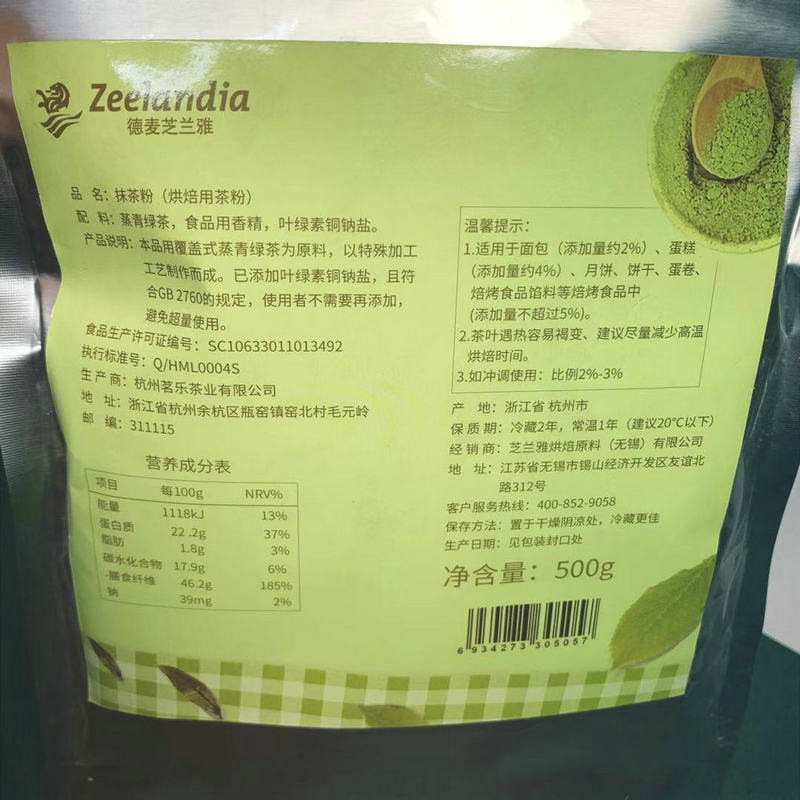 Zeelandia
德麦芝兰雅
品 名：抹茶粉（烘焙用茶粉）
配 料：蒸青绿茶，食品用香精，叶绿素铜钠盐。
产品说明：本品用覆盖式蒸青绿茶为原料，以特殊加工
工艺制作而成。已添加叶绿素铜钠盐，且符
合GB 2760的规定，使用者不需要再添加，
避免超量使用。
食品生产许可证编号：SC10633011013492
执行标准号：Q/HML0004S
生 产 商：杭州茗乐茶业有限公司
地 址：浙江省杭州余杭区瓶窑镇窑北村毛元岭
邮 编：311115
营养成分表
项目 每100g NRV%
能量 1118kJ 13%
蛋白质 22 .2g 37%
脂肪 1.8g 3%
碳水化合物 17.9g 6%
-膳食纤维 46.2g 185%
钠 39mg 2%
温馨提示：
1.适用于面包（添加量约2%）、蛋糕
（添加量约4%）、月饼、饼干、蛋卷、
焙烤食品馅料等焙烤食品中
(添加量不超过5%)。
2.茶叶遇热容易褐变、建议尽量减少高温
烘焙时间。
3.如冲调使用：比例2%-3%
产 地：浙江省 杭州市
保 质 期：冷藏2年，常温1年（建议20℃以下）
经 销 商：芝兰雅烘焙原料（无锡）有限公司
地 址：江苏省无锡市锡山经济开发区友谊北
路312号
客户服务热线：400-852-9058
保存方法：置于干燥阴凉处，冷藏更佳
生产日期：见包装封口处
净含量：500g
6 934273 305057